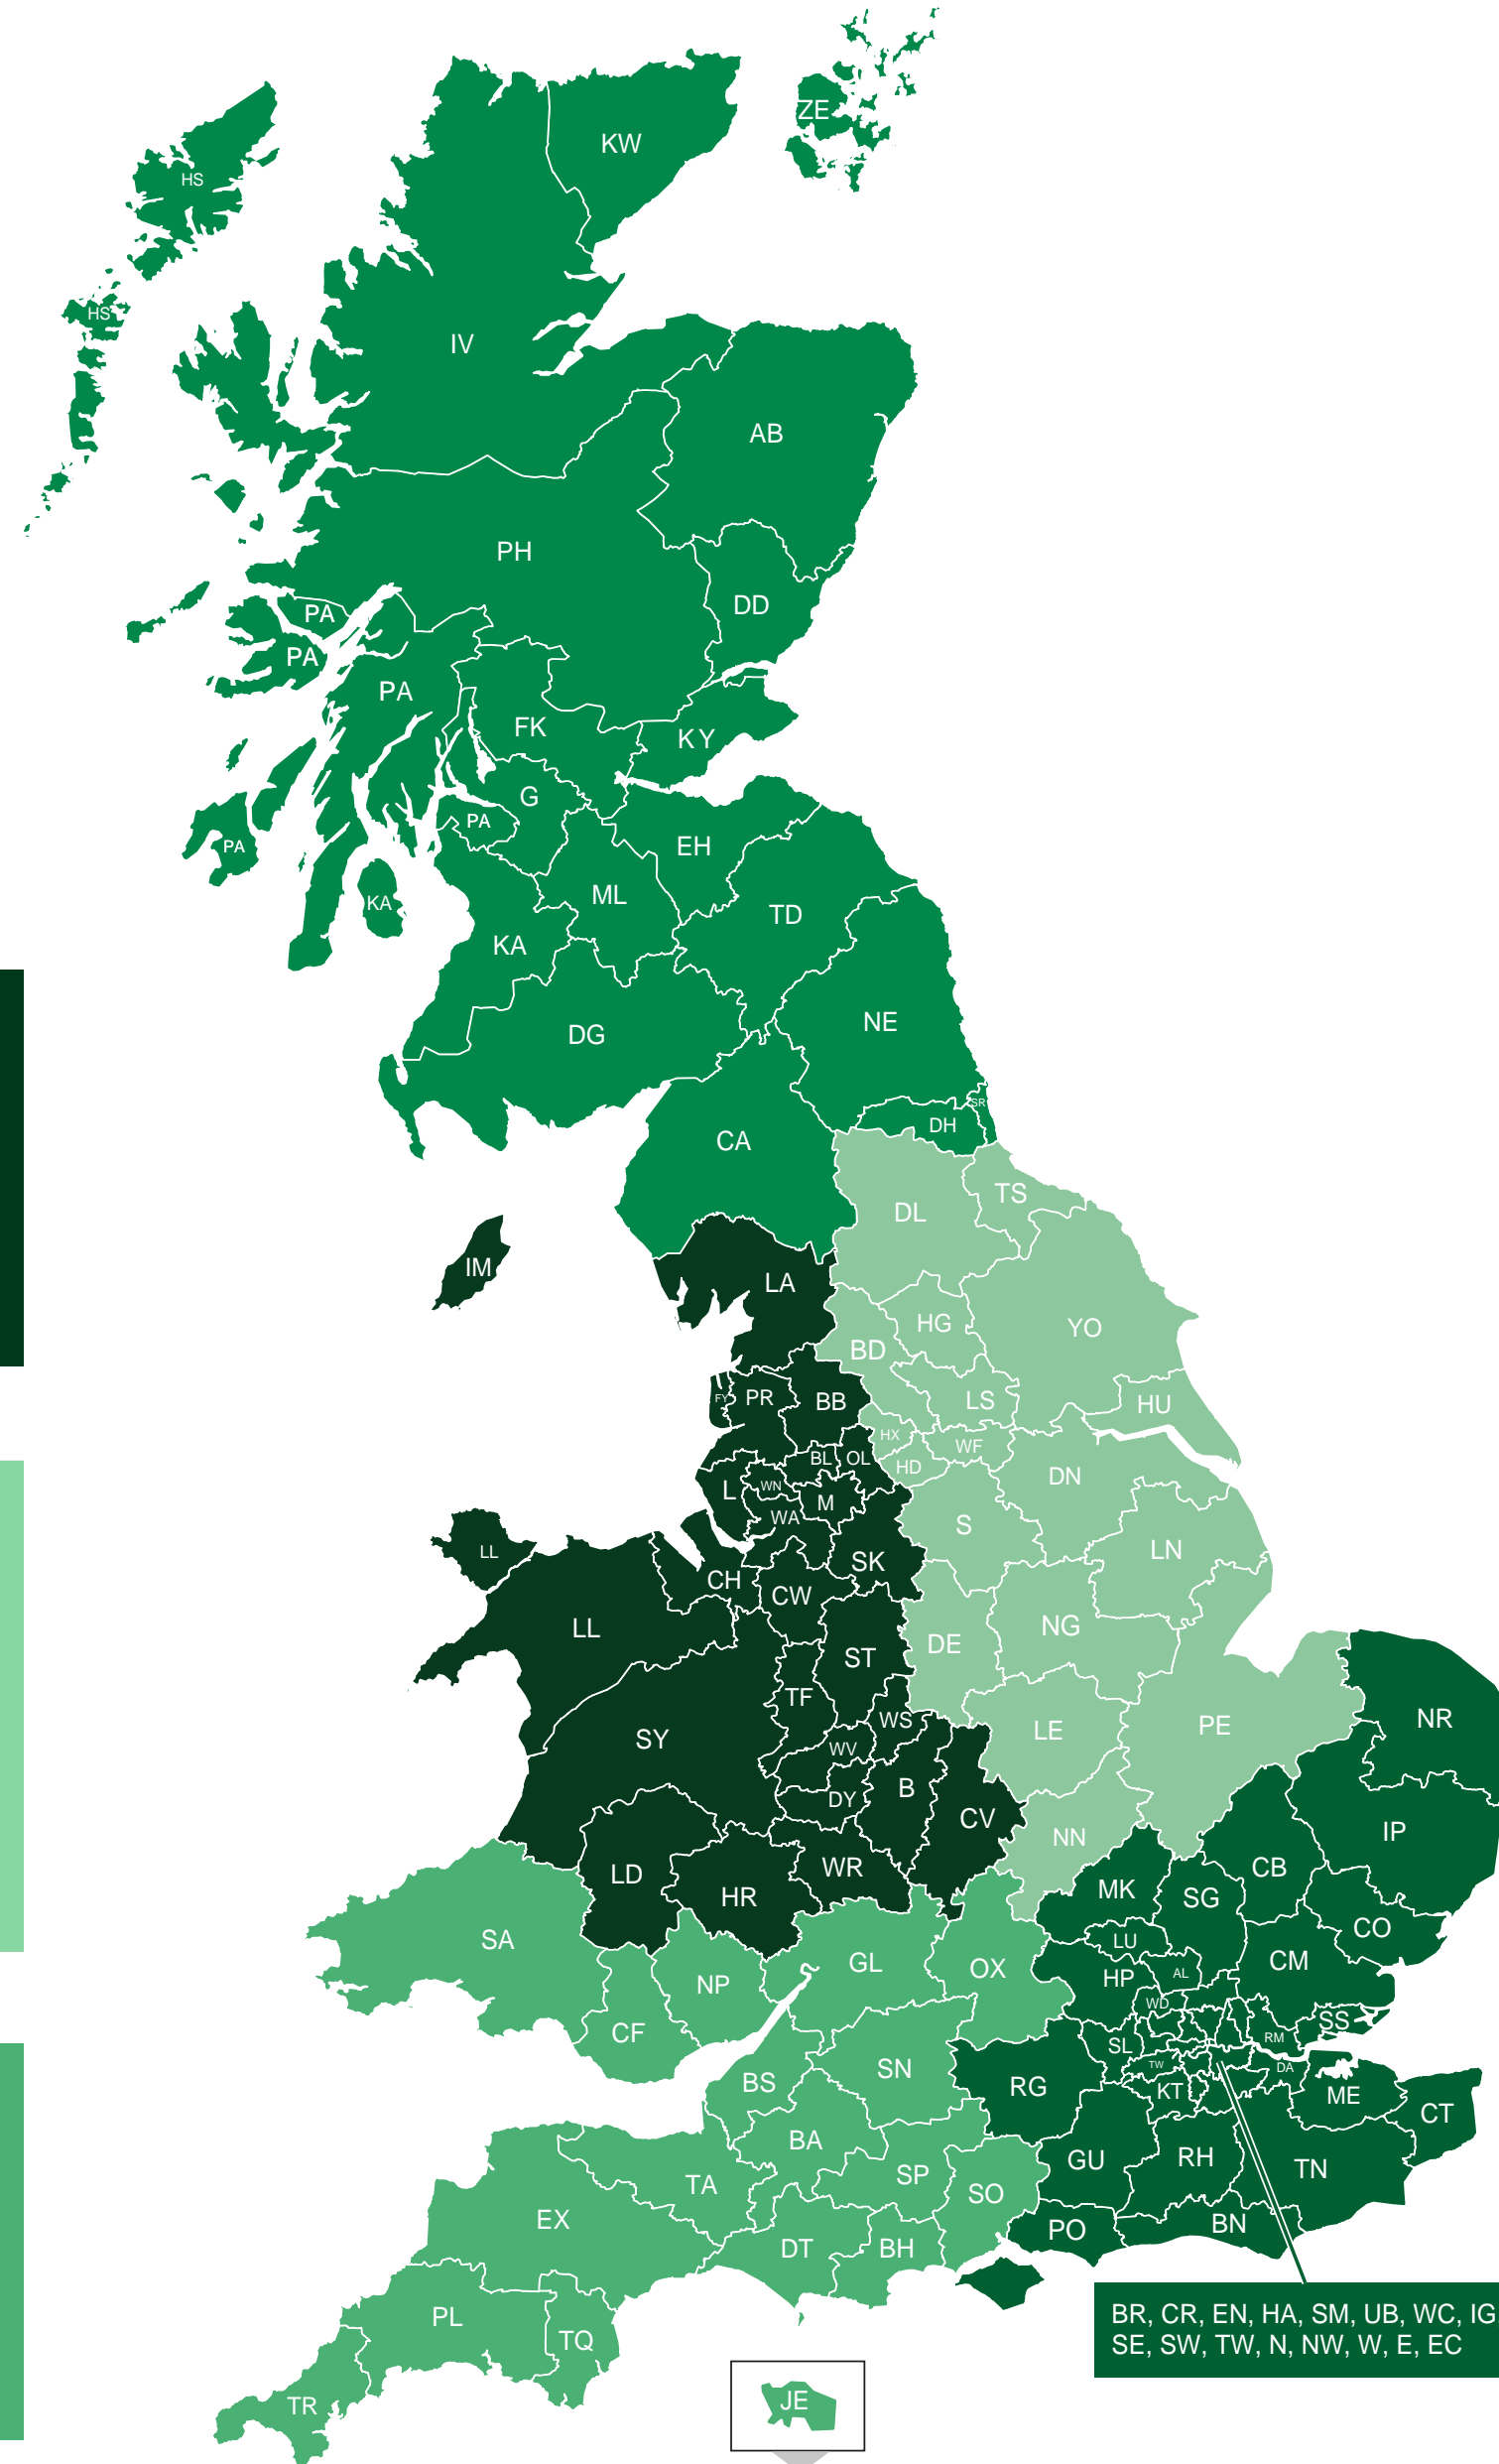 ZE
KW
HS
HS
IV
AB
PH
DD
PA
PA
PA
FK
KY
G
PA
PA
EH
ML
KA
TD
KA
NE
DG
SR
DH
CA
TS
DL
IM
LA
HG
YO
BD
FY
PR
BB
LS
HU
HX
WF
BL
OL
HD
DN
WN
L
M
WA
S
LL
SK
LN
CH
CW
LL
NG
DE
ST
TF
WS
NR
PE
LE
SY
WV
B
DY
CV
IP
NN
WR
CB
LD
MK
HR
SG
CO
SA
LU
GL
CM
OX
AL
HP
NP
WD
SS
CF
RM
SL
TW
DA
SN
BS
RG
KT
ME
CT
BA
GU
RH
TN
SP
TA
SO
EX
BN
PO
DT
BH
BR, CR, EN, HA, SM, UB, WC, IG,
SE, SW, TW, N, NW, W, E, EC
PL
TQ
JE
TR